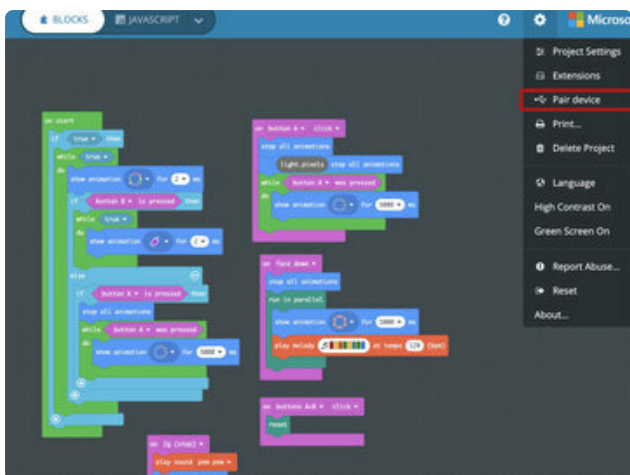 BLOCKS JAVASCRIPT
Microso
Project Settings
Extensions
Pair device
Print...
Delete Project
Language
High Contrast On
Green Screen On
Report Abuse...
Reset
About...
on start
if true then
while true
do
show animation for 2 ms
if button B is pressed then
while true
do
show animation for 2 ms
else
if button A is pressed then
stop all animations
while button A was pressed
do
show animation for 5000 ms
on button A click
stop all animations
light.pixels stop all animations
while button A was pressed
do
show animation for 5000 ms
on face down
stop all animations
run in parallel
show animation for 5000 ms
play melody at tempo 120 (bpm)
on buttons A+B click
reset
on 2g (step)
play sound pew pew